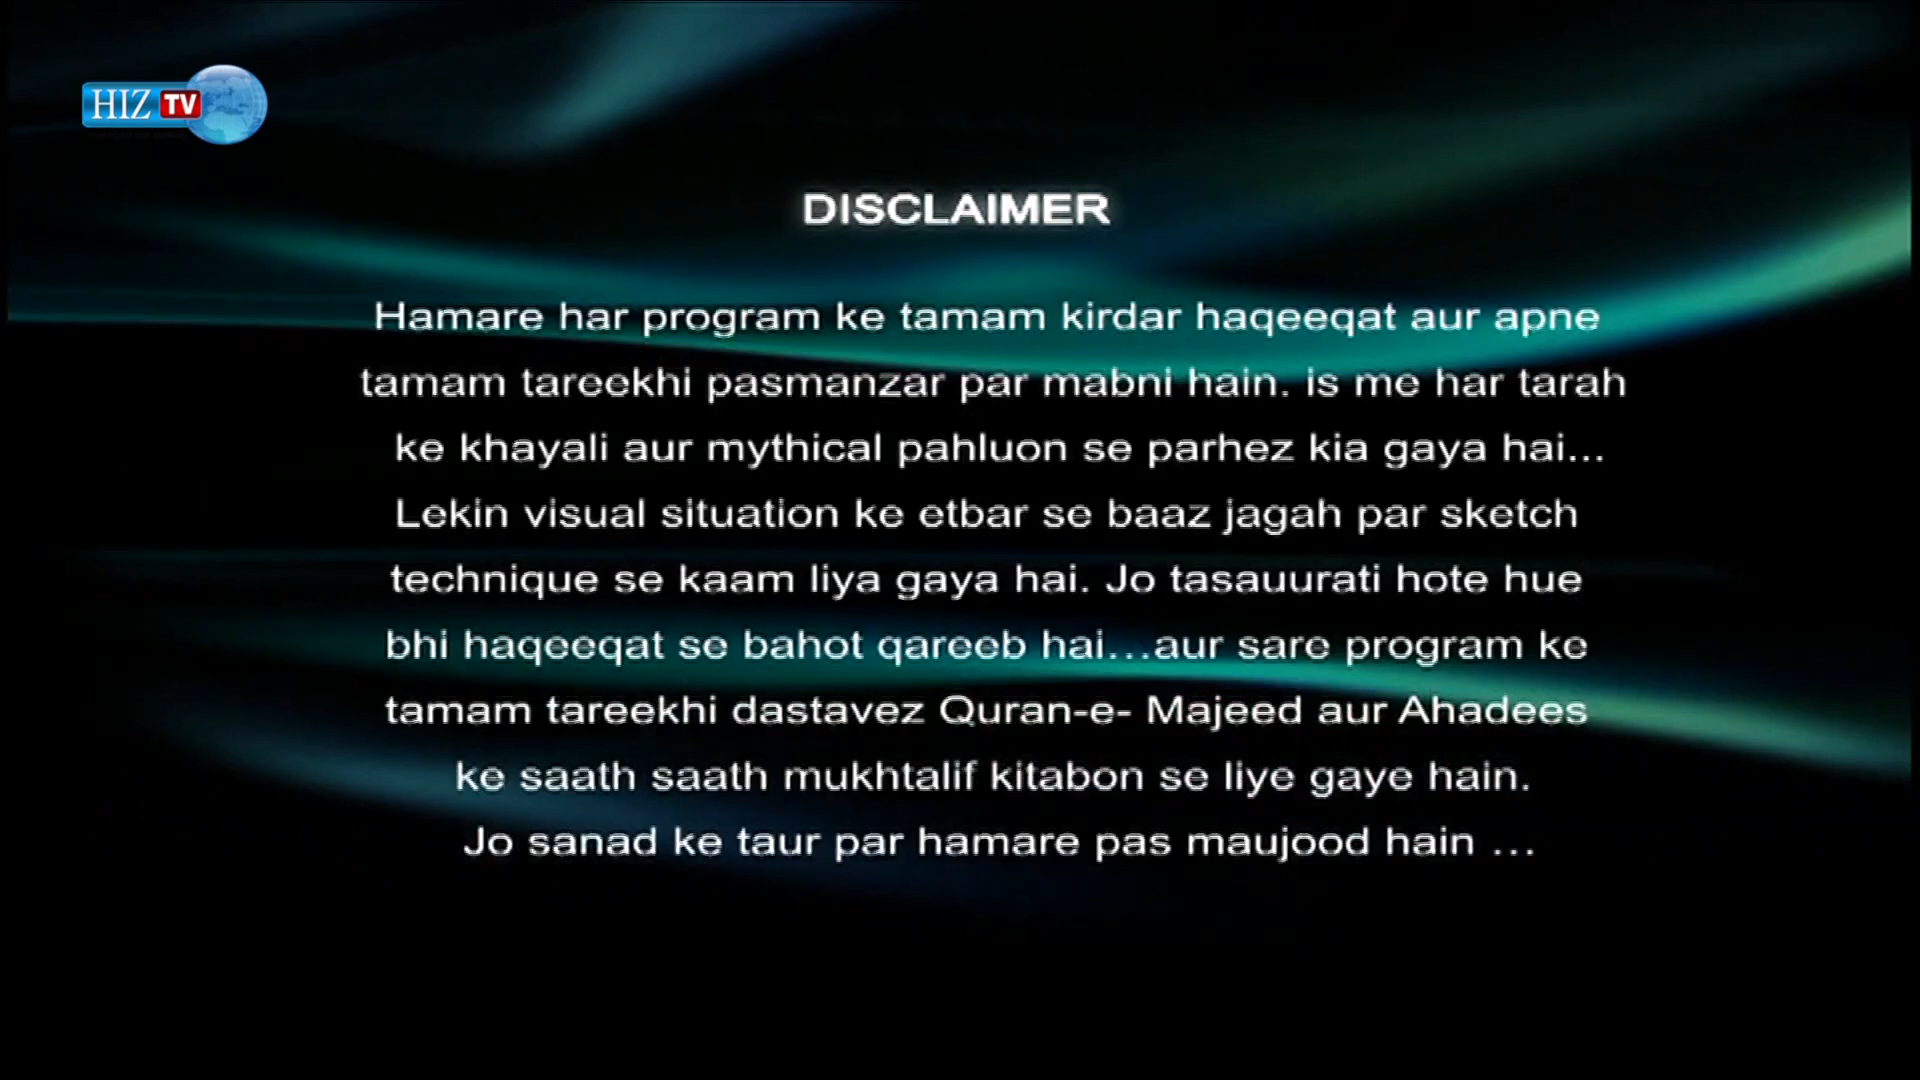 HIZ TV
DISCLAIMER
Hamare har program ke tamam kirdar haqeeqat aur apne
tamam tareekhi pasmanzar par mabni hain. is me har tarah
ke khayali aur mythical pahluon se parhez kia gaya hai...
Lekin visual situation ke etbar se baaz jagah par sketch
technique se kaam liya gaya hai. Jo tasauurati hote hue
bhi haqeeqat se bahot qareeb hai...aur sare program ke
tamam tareekhi dastavez Quran-e- Majeed aur Ahadees
ke saath saath mukhtalif kitabon se liye gaye hain.
Jo sanad ke taur par hamare pas maujood hain ...